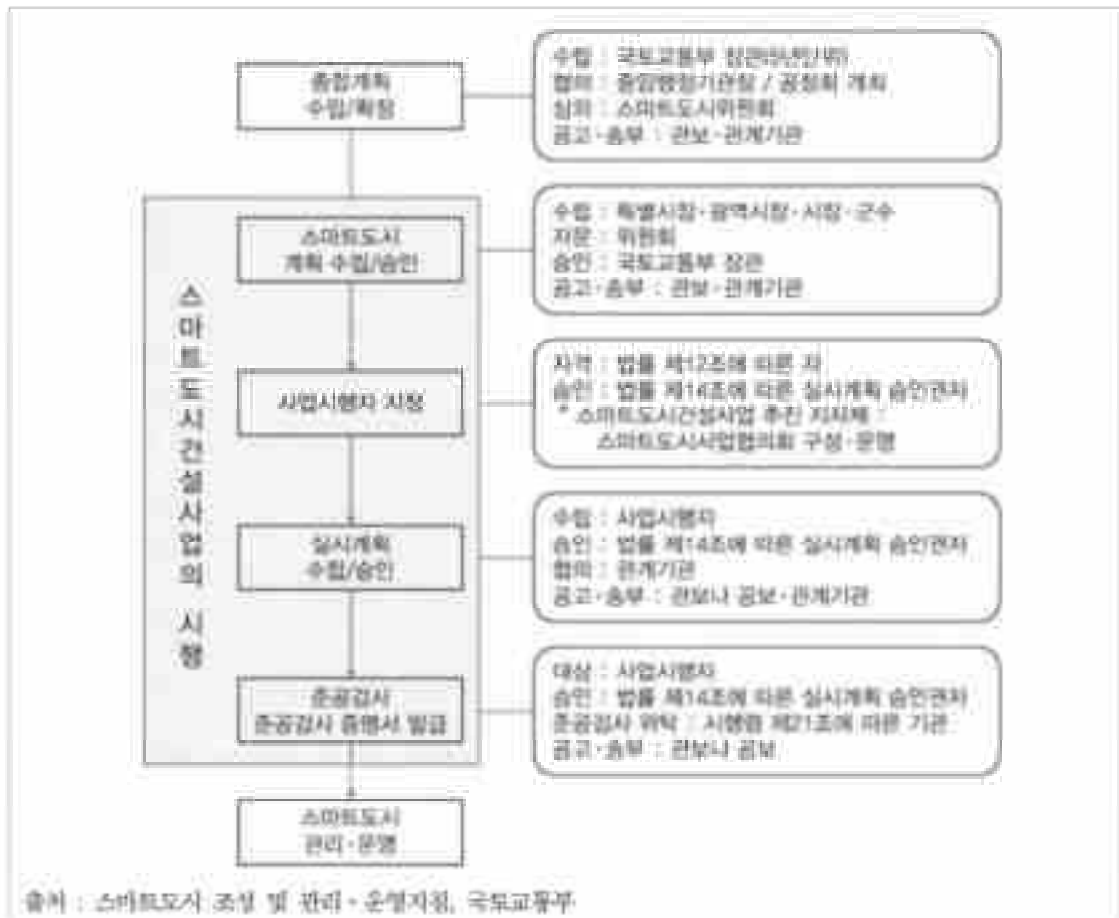 종합계획
수립/확정
수립 : 국토교통부 장관(5년단위)
협의 : 중앙행정기관장 / 공청회 개최
심의 : 스마트도시위원회
공고·송부 : 관보·관계기관
스마트도시건설사업의 시행
스마트도시
계획 수립/승인
수립 : 특별시장·광역시장·시장·군수
자문 : 위원회
승인 : 국토교통부 장관
공고·송부 : 관보·관계기관
사업시행자 지정
자격 : 법률 제12조에 따른 자
승인 : 법률 제14조에 따른 실시계획 승인권자
* 스마트도시건설사업 추진 지자체 :
스마트도시사업협의회 구성·운영
실시계획
수립/승인
수립 : 사업시행자
승인 : 법률 제14조에 따른 실시계획 승인권자
협의 : 관계기관
공고·송부 : 관보나 공보·관계기관
준공검사
준공검사 증명서 발급
대상 : 사업시행자
승인 : 법률 제14조에 따른 실시계획 승인권자
준공검사 위탁 : 시행령 제21조에 따른 기관
공고·송부 : 관보나 공보
스마트도시
관리·운영
출처 : 스마트도시 조성 및 관리·운영지침, 국토교통부